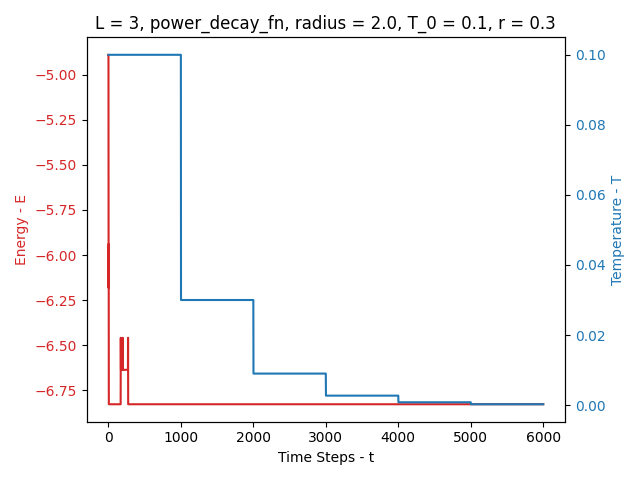 L = 3, power_decay_fn, radius = 2.0, T_0 = 0.1, r = 0.3
−5.00
−5.25
−5.50
−5.75
−6.00
−6.25
−6.50
−6.75
Energy - E
0.10
0.08
0.06
0.04
0.02
0.00
Temperature - T
0 1000 2000 3000 4000 5000 6000
Time Steps - t